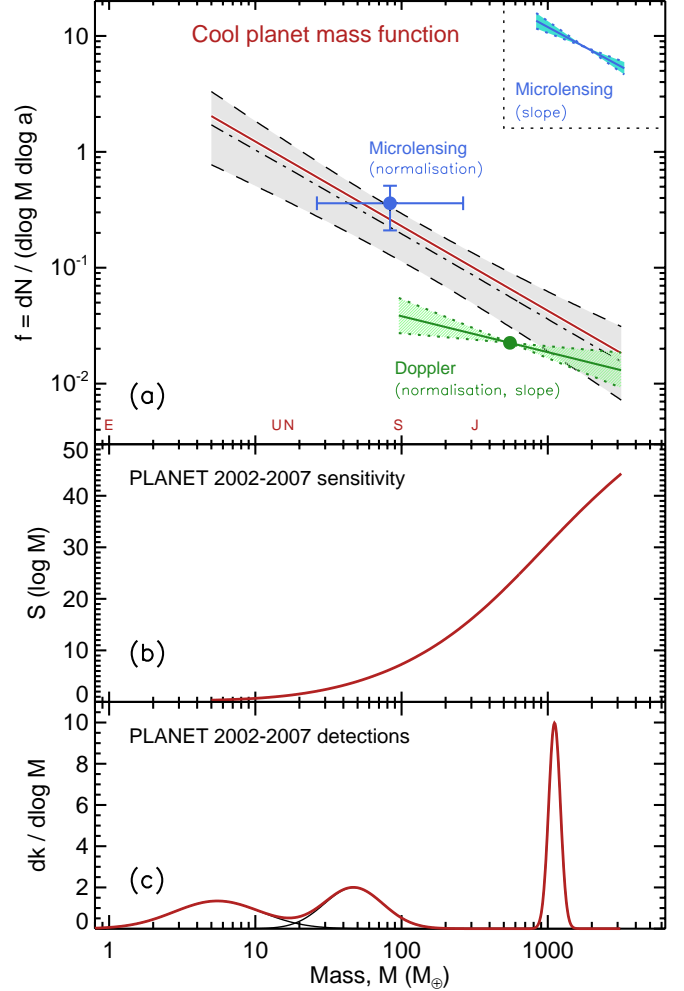 Cool planet mass function
Microlensing
(slope)
Microlensing
(normalisation)
Doppler
(normalisation, slope)
(a)
E U N S J
f = dN / (dlog M dlog a)
10
1
10⁻¹
10⁻²
PLANET 2002-2007 sensitivity
(b)
S (log M)
50
40
30
20
10
0
PLANET 2002-2007 detections
(c)
dk / dlog M
10
8
6
4
2
0
1 10 100 1000
Mass, M (M⊕)